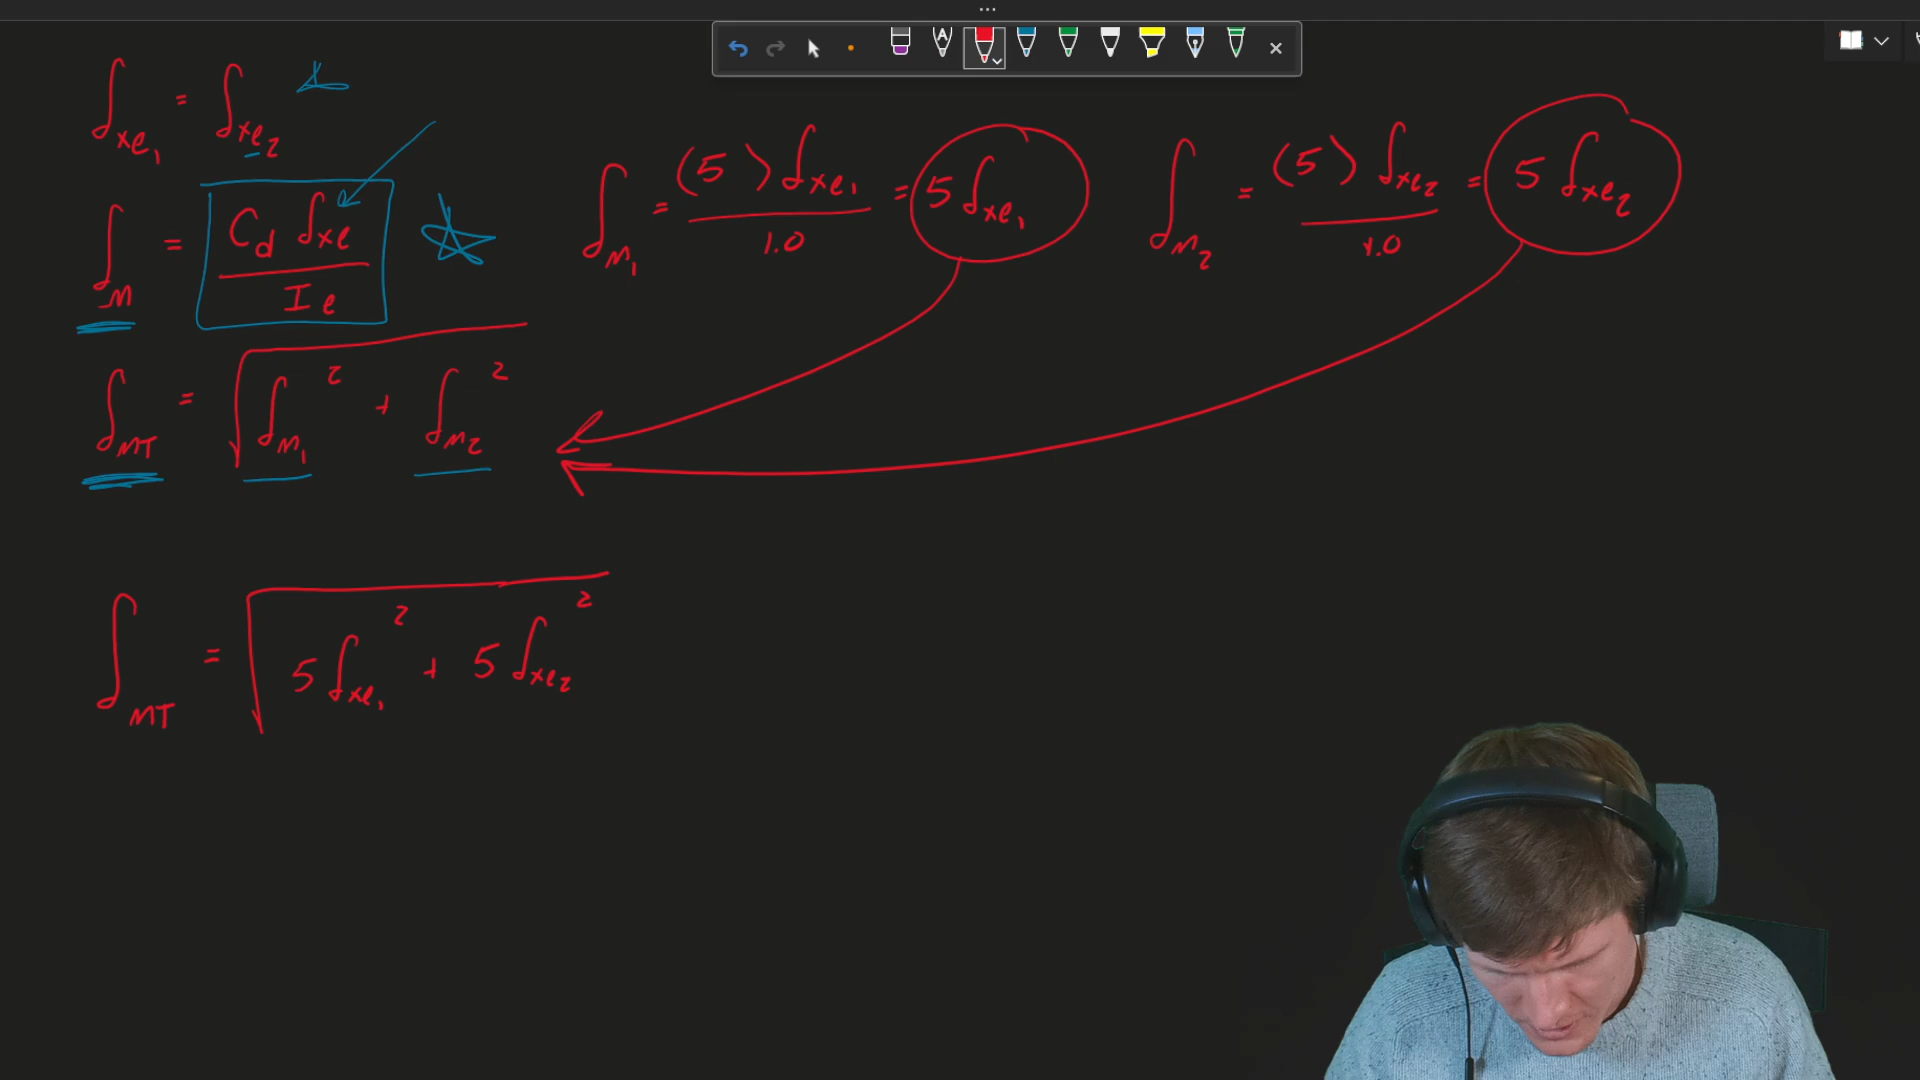 δxe₁ = δxe₂
δM = Cd δxe / Ie
δMT = √(δM₁² + δM₂²)
δM₁ = (5) δxe₁ / 1.0 = 5 δxe₁
δM₂ = (5) δxe₂ / 1.0 = 5 δxe₂
δMT = √(5 δxe₁² + 5 δxe₂²)